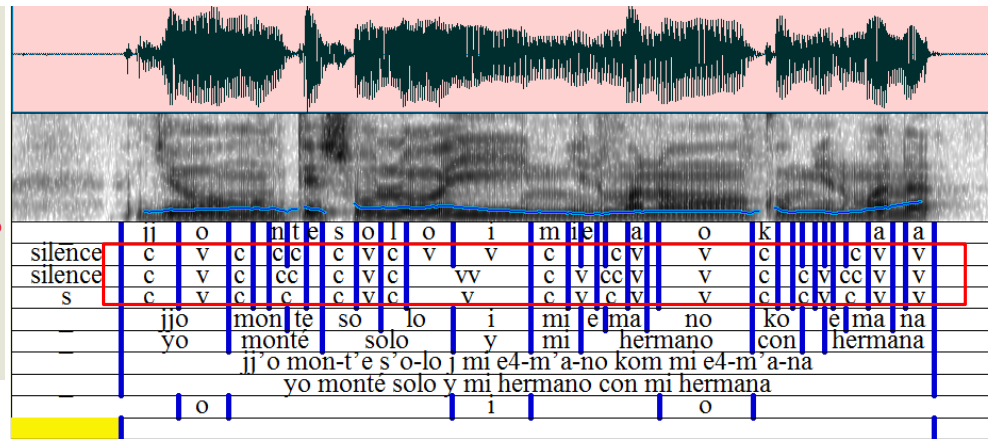 _ jj o n t e s o l o i m i e a o k a a
silence c v c c c c v c v v c c v v c c v v
silence c v c cc c v c vv c v cc v v c c v cc v v
s c v c c c v c v c v c v v c c v c v v
_ jjo mon te so lo i mi e ma no ko e ma na
yo monté solo y mi hermano con hermana
_ jj’o mon-t’e s’o-lo j mi e4-m’a-no kom mi e4-m’a-na
_ yo monté solo y mi hermano con mi hermana
_ o i o